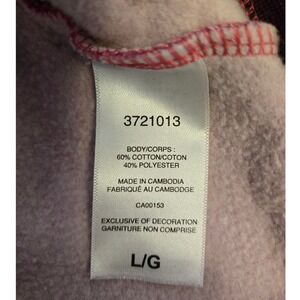 3721013
BODY/CORPS :
60% COTTON/COTON
40% POLYESTER
MADE IN CAMBODIA
FABRIQUÉ AU CAMBODGE
CA00153
EXCLUSIVE OF DECORATION
GARNITURE NON COMPRISE
L/G